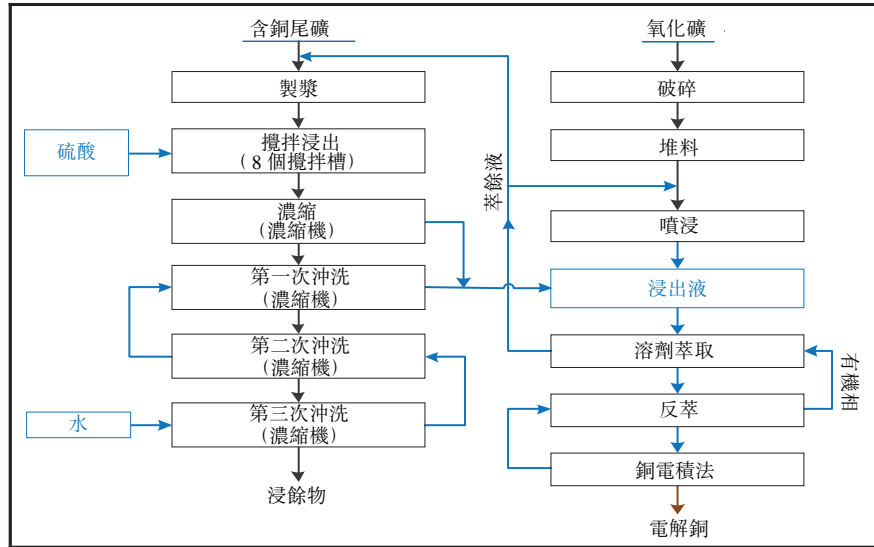 含銅尾礦
製漿
硫酸
攪拌浸出
(8 個攪拌槽)
濃縮
(濃縮機)
第一次沖洗
(濃縮機)
第二次沖洗
(濃縮機)
水
第三次沖洗
(濃縮機)
浸餘物
萃餘液
氧化礦
破碎
堆料
噴浸
浸出液
溶劑萃取
有機相
反萃
銅電積法
電解銅